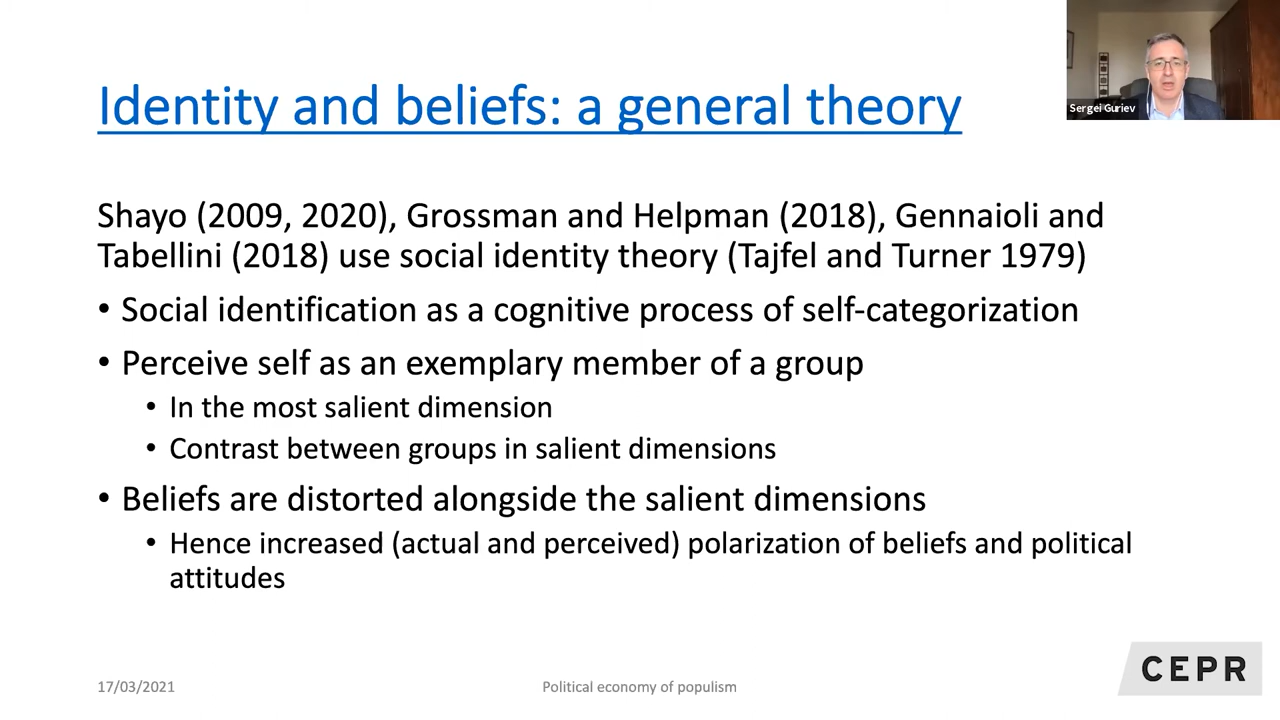 Identity and beliefs: a general theory
Sergei Guriev
Shayo (2009, 2020), Grossman and Helpman (2018), Gennaioli and
Tabellini (2018) use social identity theory (Tajfel and Turner 1979)
• Social identification as a cognitive process of self-categorization
• Perceive self as an exemplary member of a group
• In the most salient dimension
• Contrast between groups in salient dimensions
• Beliefs are distorted alongside the salient dimensions
• Hence increased (actual and perceived) polarization of beliefs and political
attitudes
17/03/2021
Political economy of populism
CEPR